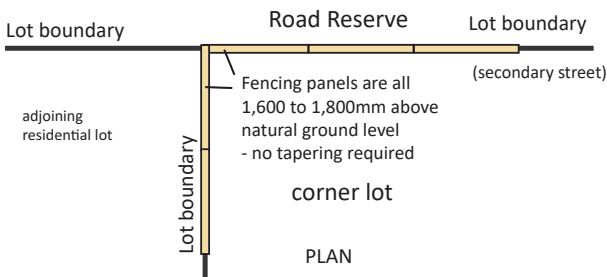 Road Reserve
Lot boundary
Lot boundary
(secondary street)
Fencing panels are all
1,600 to 1,800mm above
natural ground level
- no tapering required
adjoining
residential lot
Lot boundary
corner lot
PLAN